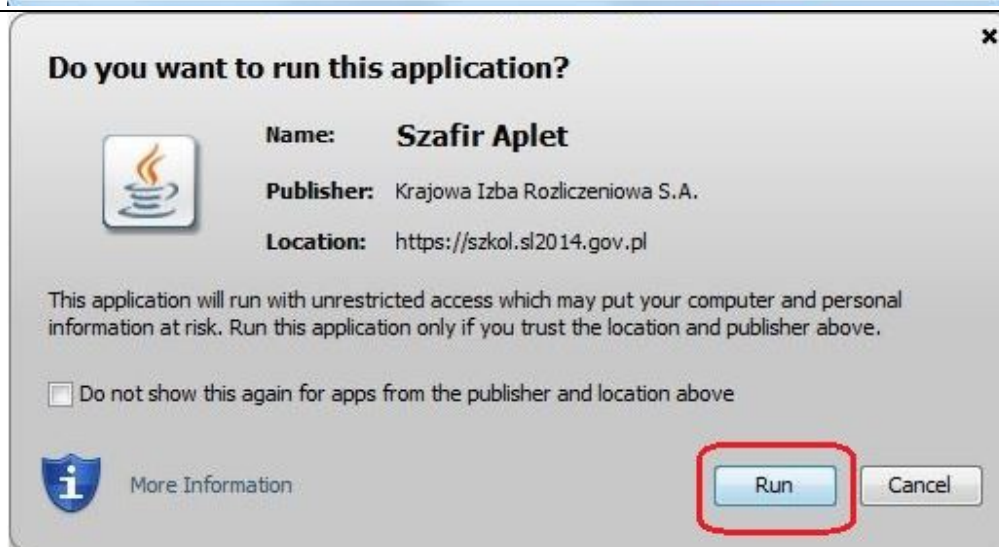 Do you want to run this application?
Name: Szafir Aplet
Publisher: Krajowa Izba Rozliczeniowa S.A.
Location: https://szkol.sl2014.gov.pl
This application will run with unrestricted access which may put your computer and personal
information at risk. Run this application only if you trust the location and publisher above.
Do not show this again for apps from the publisher and location above
More Information
Run Cancel